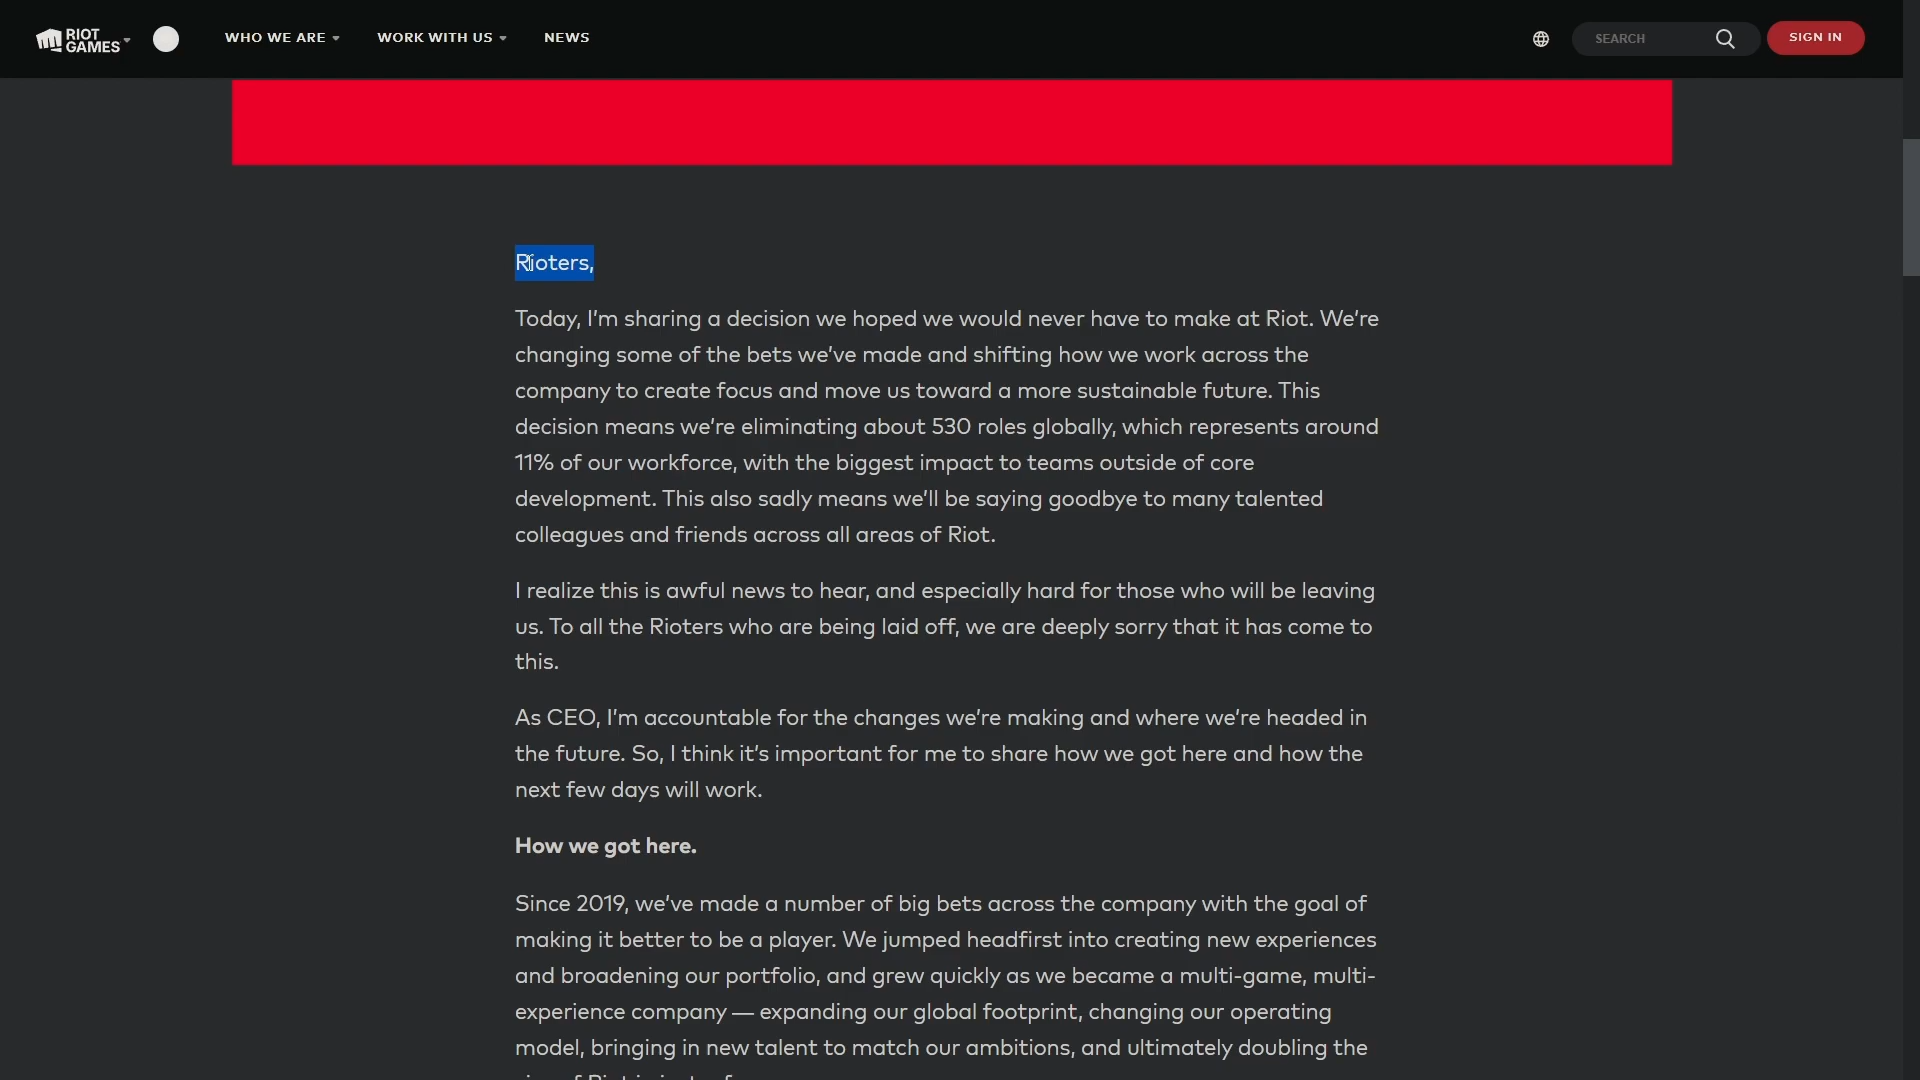 RIOT GAMES
WHO WE ARE
WORK WITH US
NEWS
SEARCH
SIGN IN
Rioters,
Today, I’m sharing a decision we hoped we would never have to make at Riot. We’re
changing some of the bets we’ve made and shifting how we work across the
company to create focus and move us toward a more sustainable future. This
decision means we’re eliminating about 530 roles globally, which represents around
11% of our workforce, with the biggest impact to teams outside of core
development. This also sadly means we’ll be saying goodbye to many talented
colleagues and friends across all areas of Riot.
I realize this is awful news to hear, and especially hard for those who will be leaving
us. To all the Rioters who are being laid off, we are deeply sorry that it has come to
this.
As CEO, I’m accountable for the changes we’re making and where we’re headed in
the future. So, I think it’s important for me to share how we got here and how the
next few days will work.
How we got here.
Since 2019, we’ve made a number of big bets across the company with the goal of
making it better to be a player. We jumped headfirst into creating new experiences
and broadening our portfolio, and grew quickly as we became a multi-game, multi-
experience company — expanding our global footprint, changing our operating
model, bringing in new talent to match our ambitions, and ultimately doubling the